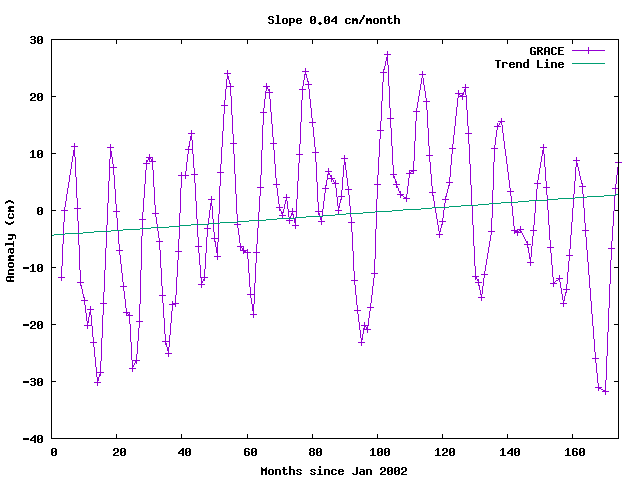 Slope 0.04 cm/month
GRACE
Trend Line
30
20
10
0
-10
-20
-30
-40
Anomaly (cm)
0 20 40 60 80 100 120 140 160
Months since Jan 2002